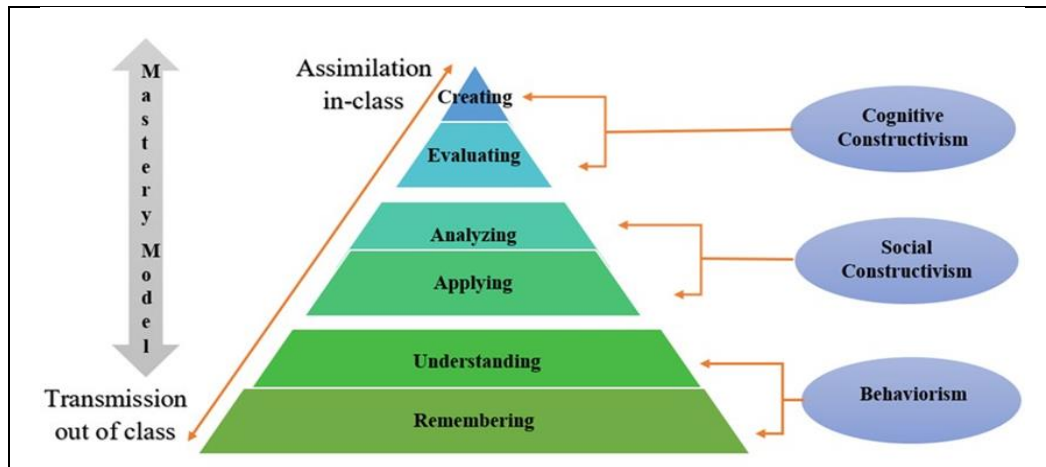 Mastery Model
Assimilation
in-class
Creating
Evaluating
Cognitive
Constructivism
Analyzing
Applying
Social
Constructivism
Understanding
Remembering
Behaviorism
Transmission
out of class